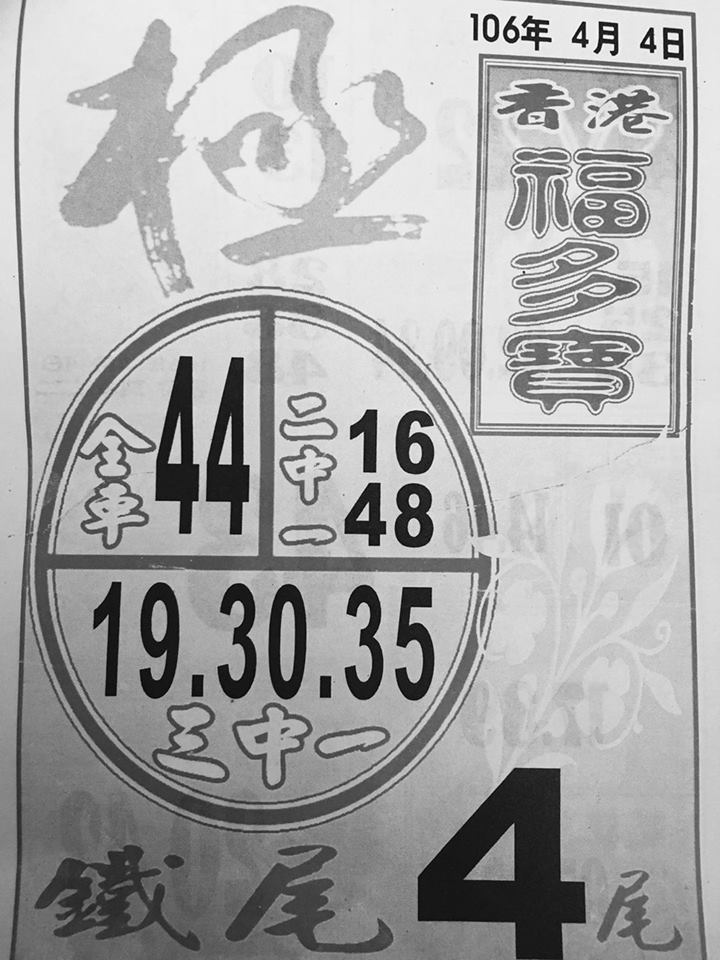 106年 4月 4日
香港
福多寶
極
全車
44
二中一
16
48
19.30.35
三中一
鐵尾 4 尾